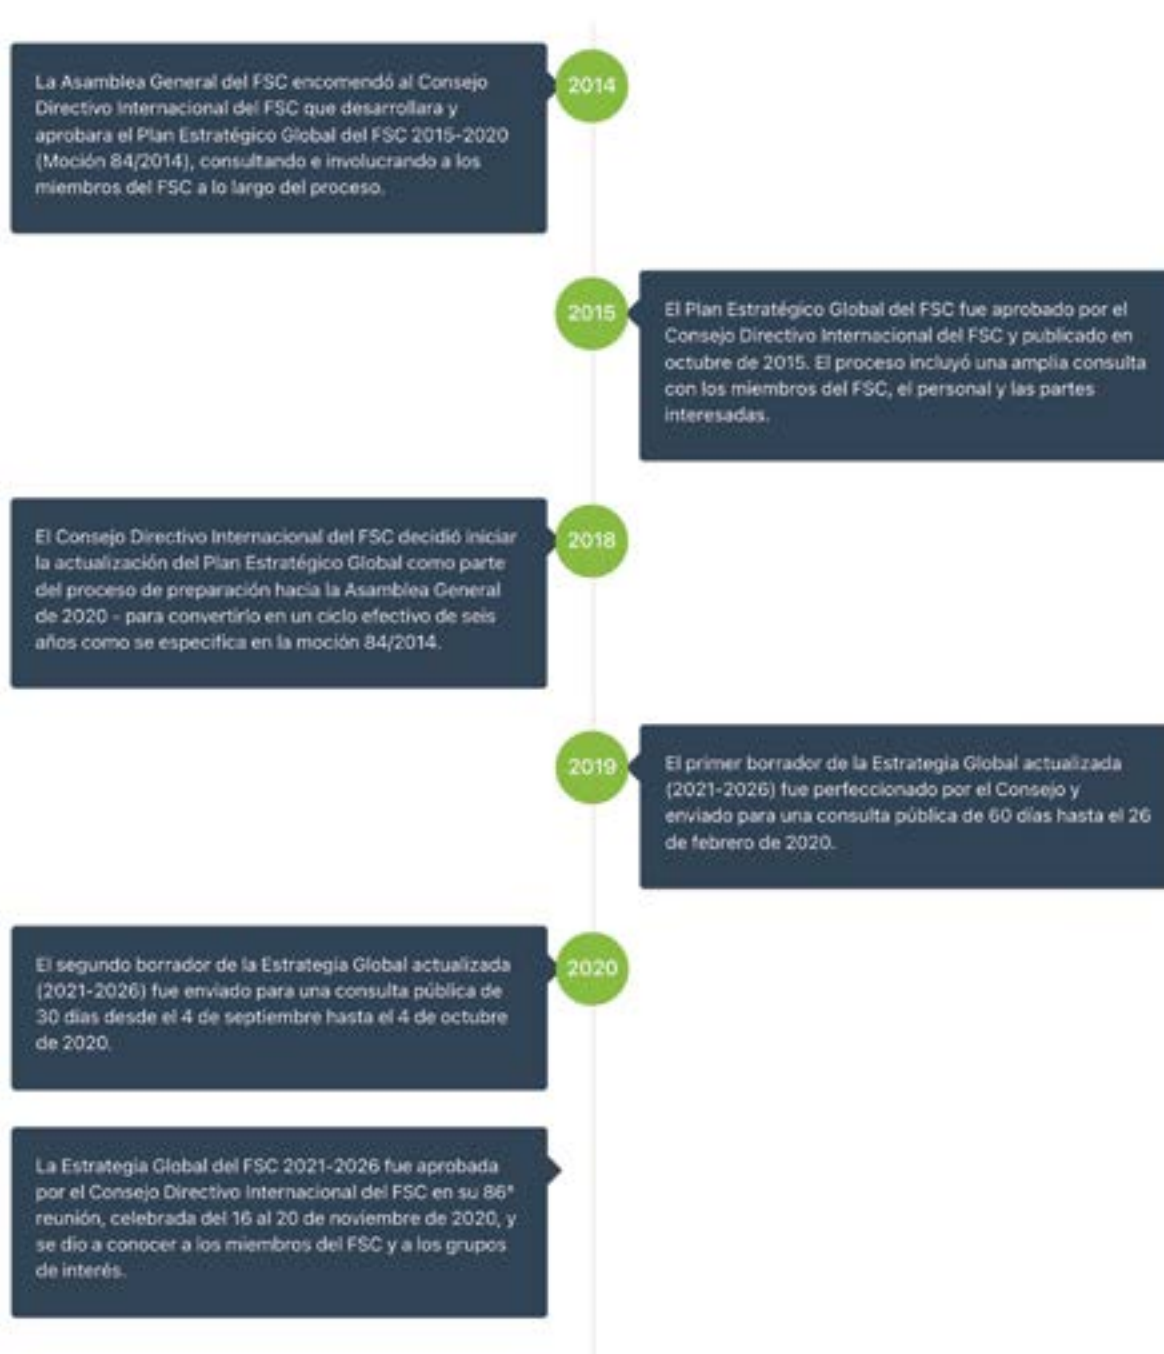 La Asamblea General del FSC encomendó al Consejo
Directivo Internacional del FSC que desarrollara y
aprobara el Plan Estratégico Global del FSC 2015-2020
(Moción 84/2014), consultando e involucrando a los
miembros del FSC a lo largo del proceso.
2014
2015
El Plan Estratégico Global del FSC fue aprobado por el
Consejo Directivo Internacional del FSC y publicado en
octubre de 2015. El proceso incluyó una amplia consulta
con los miembros del FSC, el personal y las partes
interesadas.
El Consejo Directivo Internacional del FSC decidió iniciar
la actualización del Plan Estratégico Global como parte
del proceso de preparación hacia la Asamblea General
de 2020 - para convertirlo en un ciclo efectivo de seis
años como se especifica en la moción 84/2014.
2018
2019
El primer borrador de la Estrategia Global actualizada
(2021-2026) fue perfeccionado por el Consejo y
enviado para una consulta pública de 60 días hasta el 26
de febrero de 2020.
El segundo borrador de la Estrategia Global actualizada
(2021-2026) fue enviado para una consulta pública de
30 días desde el 4 de septiembre hasta el 4 de octubre
de 2020.
2020
La Estrategia Global del FSC 2021-2026 fue aprobada
por el Consejo Directivo Internacional del FSC en su 86ª
reunión, celebrada del 16 al 20 de noviembre de 2020, y
se dio a conocer a los miembros del FSC y a los grupos
de interés.